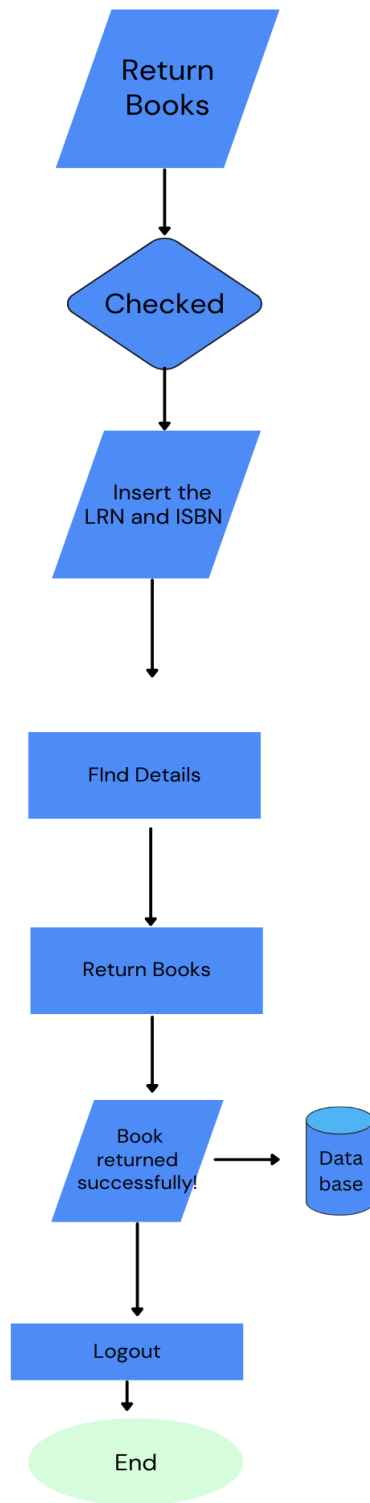 Return
Books
Checked
Insert the
LRN and ISBN
FInd Details
Return Books
Book
returned
successfully!
Data
base
Logout
End